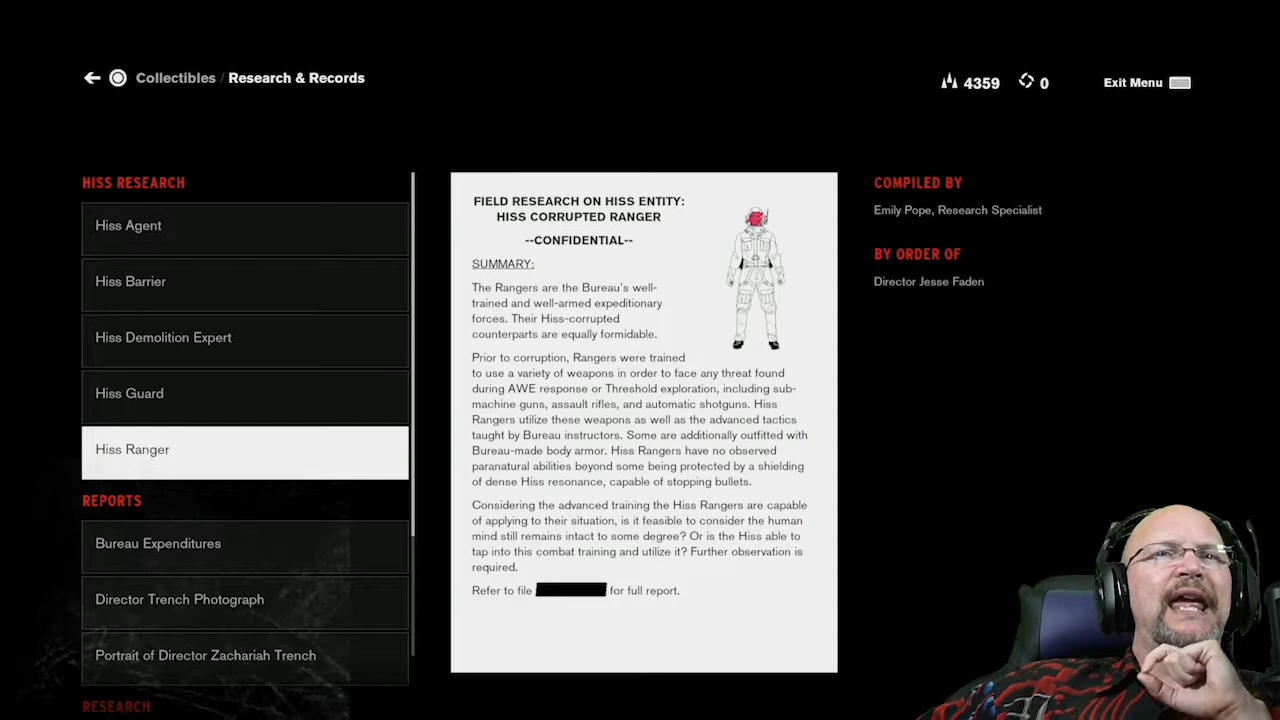 Collectibles / Research & Records
4359
0
Exit Menu
HISS RESEARCH
Hiss Agent
Hiss Barrier
Hiss Demolition Expert
Hiss Guard
Hiss Ranger
REPORTS
Bureau Expenditures
Director Trench Photograph
Portrait of Director Zachariah Trench
RESEARCH
FIELD RESEARCH ON HISS ENTITY:
HISS CORRUPTED RANGER
--CONFIDENTIAL--
SUMMARY:
The Rangers are the Bureau's well-
trained and well-armed expeditionary
forces. Their Hiss-corrupted
counterparts are equally formidable.
Prior to corruption, Rangers were trained
to use a variety of weapons in order to face any threat found
during AWE response or Threshold exploration, including sub-
machine guns, assault rifles, and automatic shotguns. Hiss
Rangers utilize these weapons as well as the advanced tactics
taught by Bureau instructors. Some are additionally outfitted with
Bureau-made body armor. Hiss Rangers have no observed
paranatural abilities beyond some being protected by a shielding
of dense Hiss resonance, capable of stopping bullets.
Considering the advanced training the Hiss Rangers are capable
of applying to their situation, is it feasible to consider the human
mind still remains intact to some degree? Or is the Hiss able to
tap into this combat training and utilize it? Further observation is
required.
Refer to file for full report.
COMPILED BY
Emily Pope, Research Specialist
BY ORDER OF
Director Jesse Faden